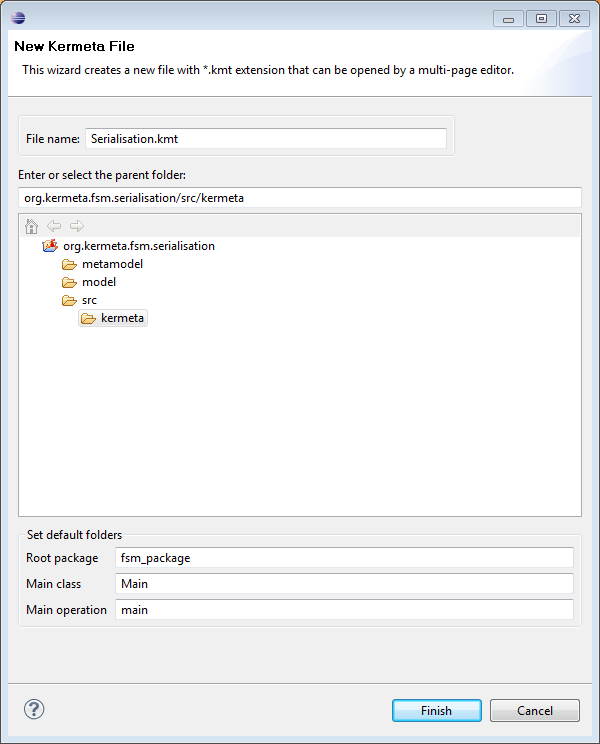 New Kermeta File
This wizard creates a new file with *.kmt extension that can be opened by a multi-page editor.
File name: Serialisation.kmt
Enter or select the parent folder:
org.kermeta.fsm.serialisation/src/kermeta
org.kermeta.fsm.serialisation
metamodel
model
src
kermeta
Set default folders
Root package fsm_package
Main class Main
Main operation main
? Finish Cancel